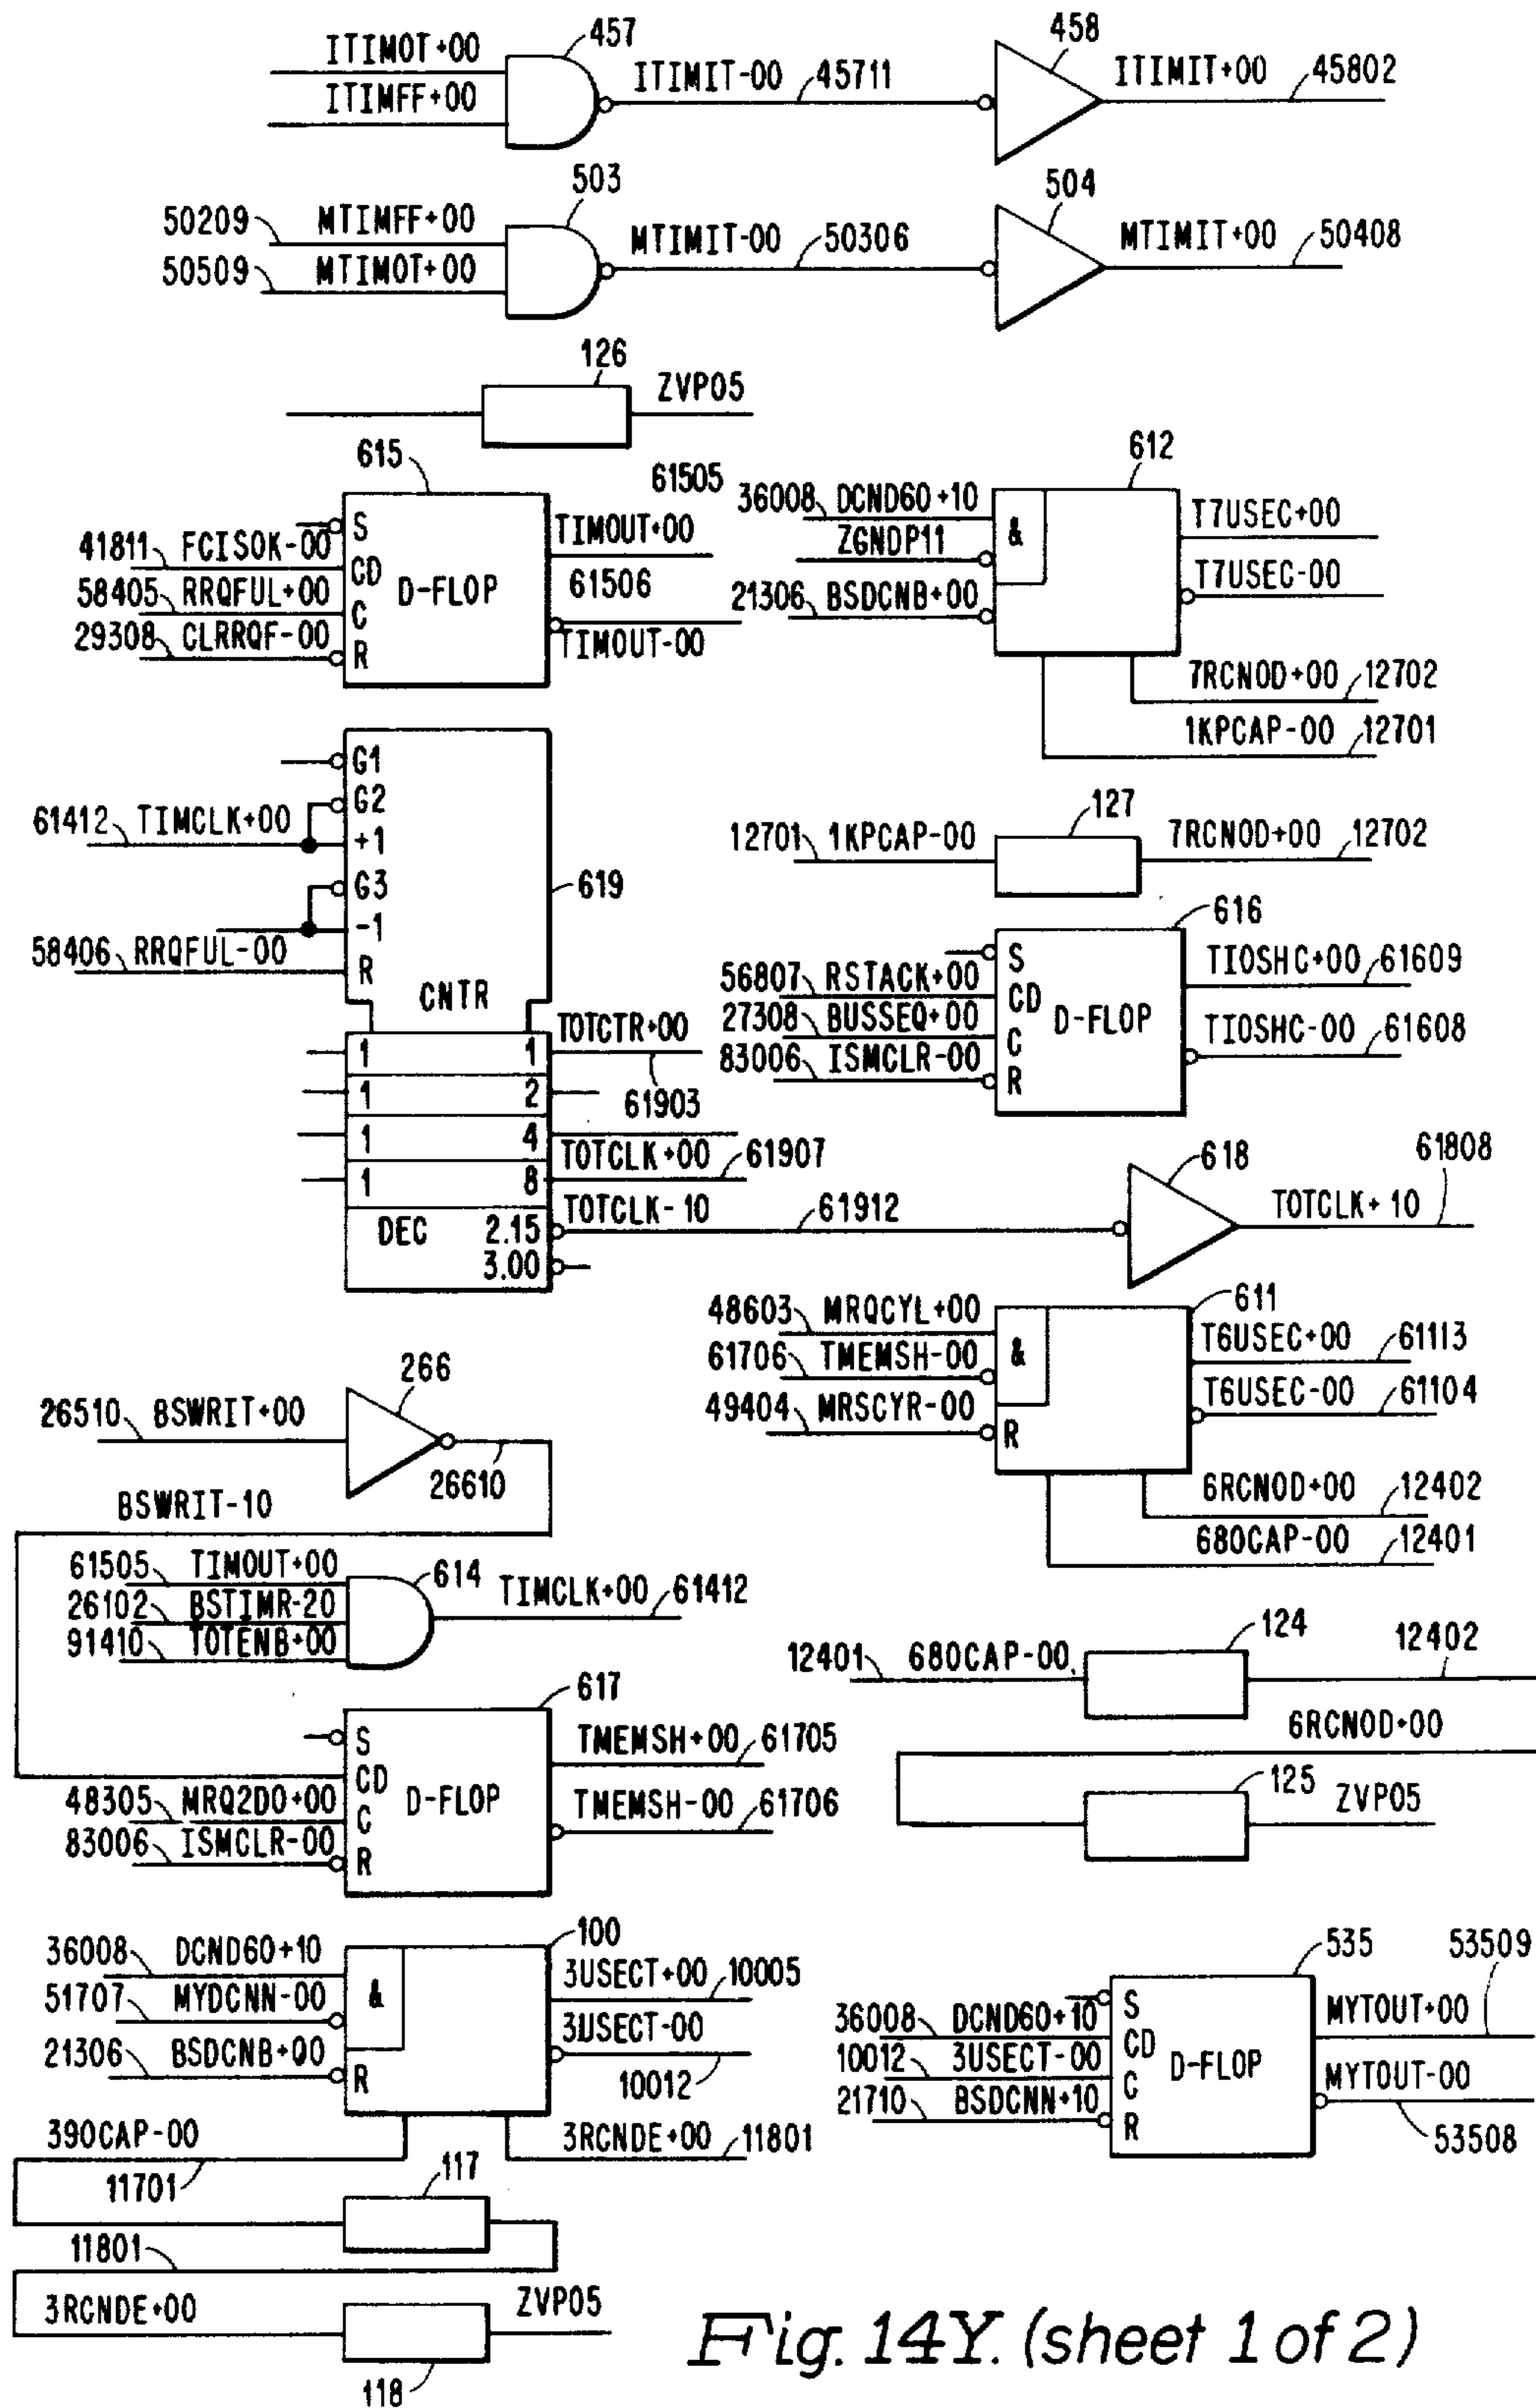 457
458
ITIMOT+00
ITIMFF+00
ITIMIT-00
45711
ITIMIT+00
45802
503
504
50209
MTIMFF+00
50509
MTIMOT+00
MTIMIT-00
50306
MTIMIT+00
50408
126
ZVP05
615
S
41811
FCISOK-00
CD
58405
RRQFUL+00
C
29308
CLRRQF-00
R
D-FLOP
61505
TIMOUT+00
61506
TIMOUT-00
612
36008
DCND60+10
&
ZGNDP11
21306
BSDCNB+00
T7USEC+00
T7USEC-00
7RCNOD+00
12702
1KPCAP-00
12701
G1
G2
61412
TIMCLK+00
+1
G3
-1
58406
RRQFUL-00
R
619
CNTR
1
1
TOTCTR+00
61903
1
2
1
4
TOTCLK+00
61907
1
8
TOTCLK-10
61912
DEC
2.15
3.00
127
12701
1KPCAP-00
7RCNOD+00
12702
616
S
56807
RSTACK+00
CD
27308
BUSSEQ+00
C
83006
ISMCLR-00
R
D-FLOP
TIOSHC+00
61609
TIOSHC-00
61608
618
61808
TOTCLK+10
611
48603
MRQCYL+00
&
61706
TMEMSH-00
49404
MRSCYR-00
R
T6USEC+00
61113
T6USEC-00
61104
6RCNOD+00
12402
680CAP-00
12401
266
26510
BSWRIT+00
26610
BSWRIT-10
61505
TIMOUT+00
26102
BSTIMR-20
91410
TOTENB+00
614
TIMCLK+00
61412
124
12401
680CAP-00
12402
6RCNOD+00
125
ZVP05
617
S
CD
48305
MRQ2D0+00
C
83006
ISMCLR-00
R
D-FLOP
TMEMSH+00
61705
TMEMSH-00
61706
100
36008
DCND60+10
&
51707
MYDCNN-00
21306
BSDCNB+00
R
3USECT+00
10005
3USECT-00
10012
390CAP-00
11701
3RCNDE+00
11801
117
11801
3RCNDE+00
ZVP05
118
535
53509
S
36008
DCND60+10
CD
10012
3USECT-00
C
21710
BSDCNN+10
R
D-FLOP
MYTOUT+00
MYTOUT-00
53508
Fig. 14Y. (sheet 1 of 2)